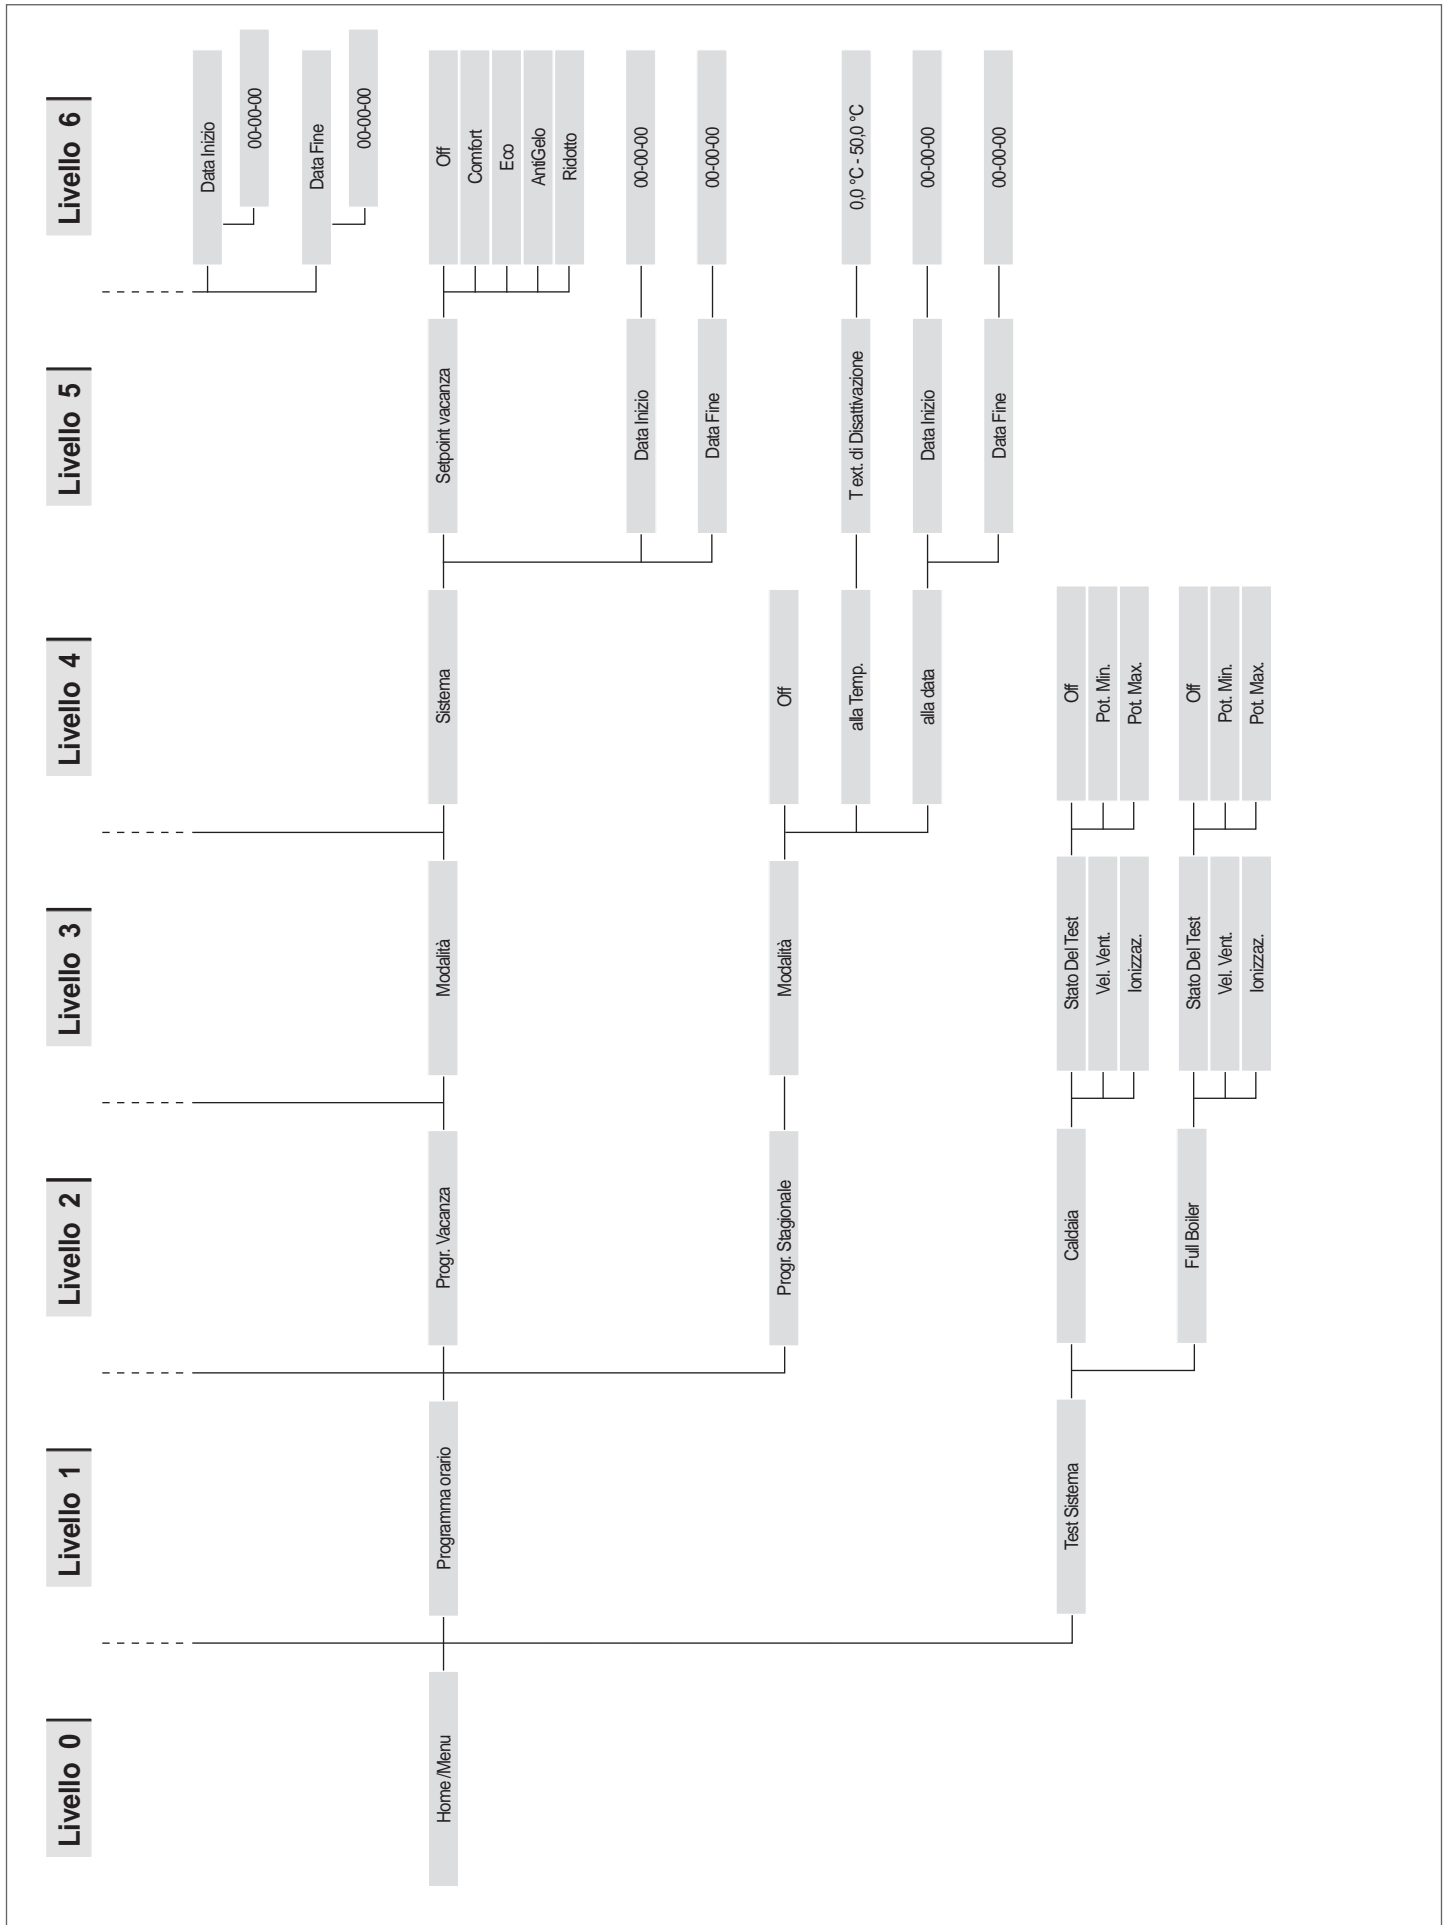 Livello 0
Livello 1
Livello 2
Livello 3
Livello 4
Livello 5
Livello 6
Data Inizio
00-00-00
Data Fine
00-00-00
Home /Menu
Programma orario
Progr. Vacanza
Modalità
Sistema
Setpoint vacanza
Off
Comfort
Eco
AntiGelo
Ridotto
Data Inizio
00-00-00
Data Fine
00-00-00
Progr. Stagionale
Modalità
Off
alla Temp.
T ext. di Disattivazione
0,0 °C - 50,0 °C
alla data
Data Inizio
00-00-00
Data Fine
00-00-00
Test Sistema
Caldaia
Stato Del Test
Off
Vel. Vent.
Pot. Min.
Ionizzaz.
Pot. Max.
Full Boiler
Stato Del Test
Off
Vel. Vent.
Pot. Min.
Ionizzaz.
Pot. Max.